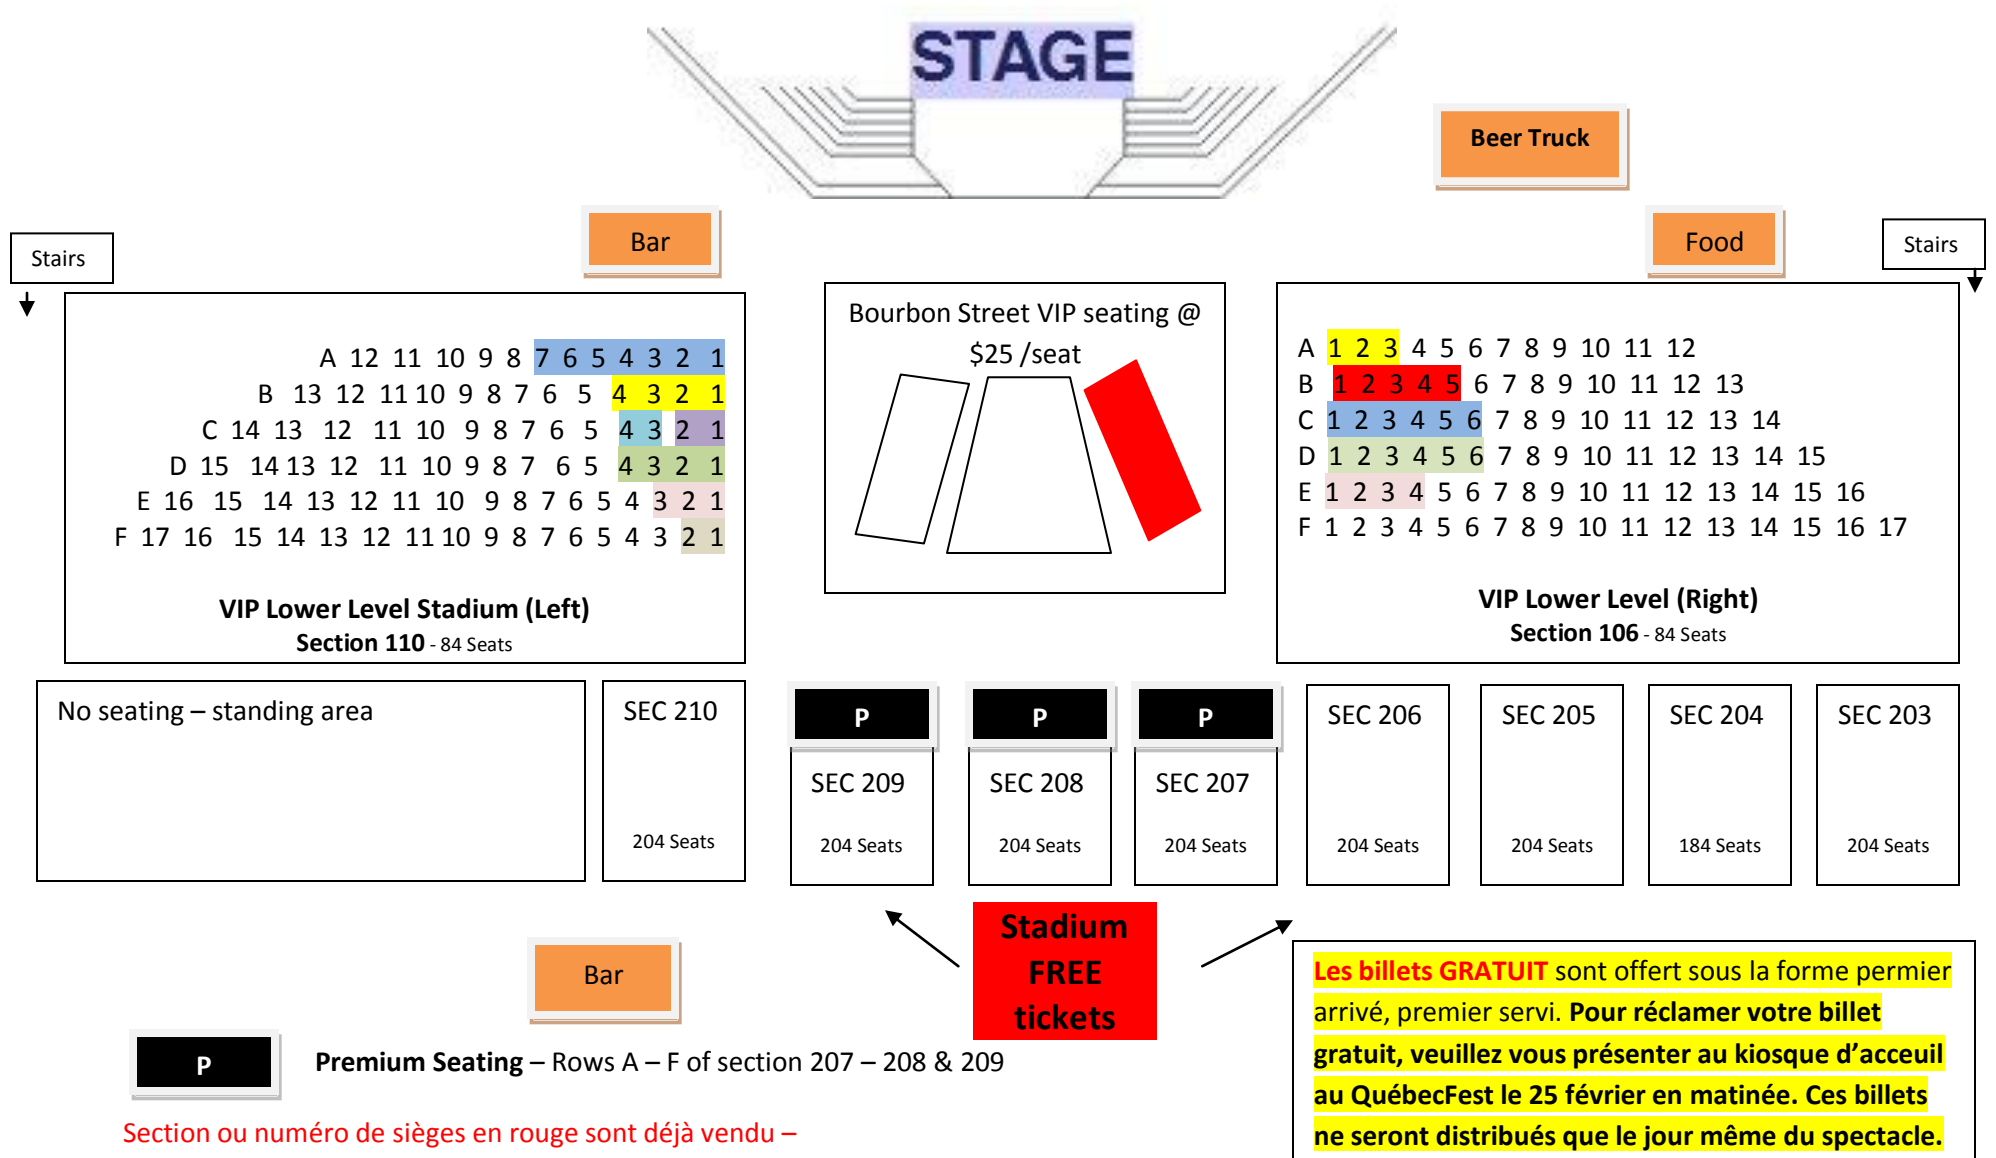 STAGE
Beer Truck
Bar
Food
Stairs
Stairs
A 12 11 10 9 8 7 6 5 4 3 2 1
B 13 12 11 10 9 8 7 6 5 4 3 2 1
C 14 13 12 11 10 9 8 7 6 5 4 3 2 1
D 15 14 13 12 11 10 9 8 7 6 5 4 3 2 1
E 16 15 14 13 12 11 10 9 8 7 6 5 4 3 2 1
F 17 16 15 14 13 12 11 10 9 8 7 6 5 4 3 2 1
VIP Lower Level Stadium (Left)
Section 110 - 84 Seats
Bourbon Street VIP seating @
$25 /seat
A 1 2 3 4 5 6 7 8 9 10 11 12
B 1 2 3 4 5 6 7 8 9 10 11 12 13
C 1 2 3 4 5 6 7 8 9 10 11 12 13 14
D 1 2 3 4 5 6 7 8 9 10 11 12 13 14 15
E 1 2 3 4 5 6 7 8 9 10 11 12 13 14 15 16
F 1 2 3 4 5 6 7 8 9 10 11 12 13 14 15 16 17
VIP Lower Level (Right)
Section 106 - 84 Seats
No seating – standing area
SEC 210
204 Seats
P
SEC 209
204 Seats
P
SEC 208
204 Seats
P
SEC 207
204 Seats
SEC 206
204 Seats
SEC 205
204 Seats
SEC 204
184 Seats
SEC 203
204 Seats
Stadium
FREE
tickets
Bar
P
Premium Seating – Rows A – F of section 207 – 208 & 209
Section ou numéro de sièges en rouge sont déjà vendu –
Les billets GRATUIT sont offert sous la forme permier
arrivé, premier servi. Pour réclamer votre billet
gratuit, veuillez vous présenter au kiosque d’acceuil
au QuébecFest le 25 février en matinée. Ces billets
ne seront distribués que le jour même du spectacle.